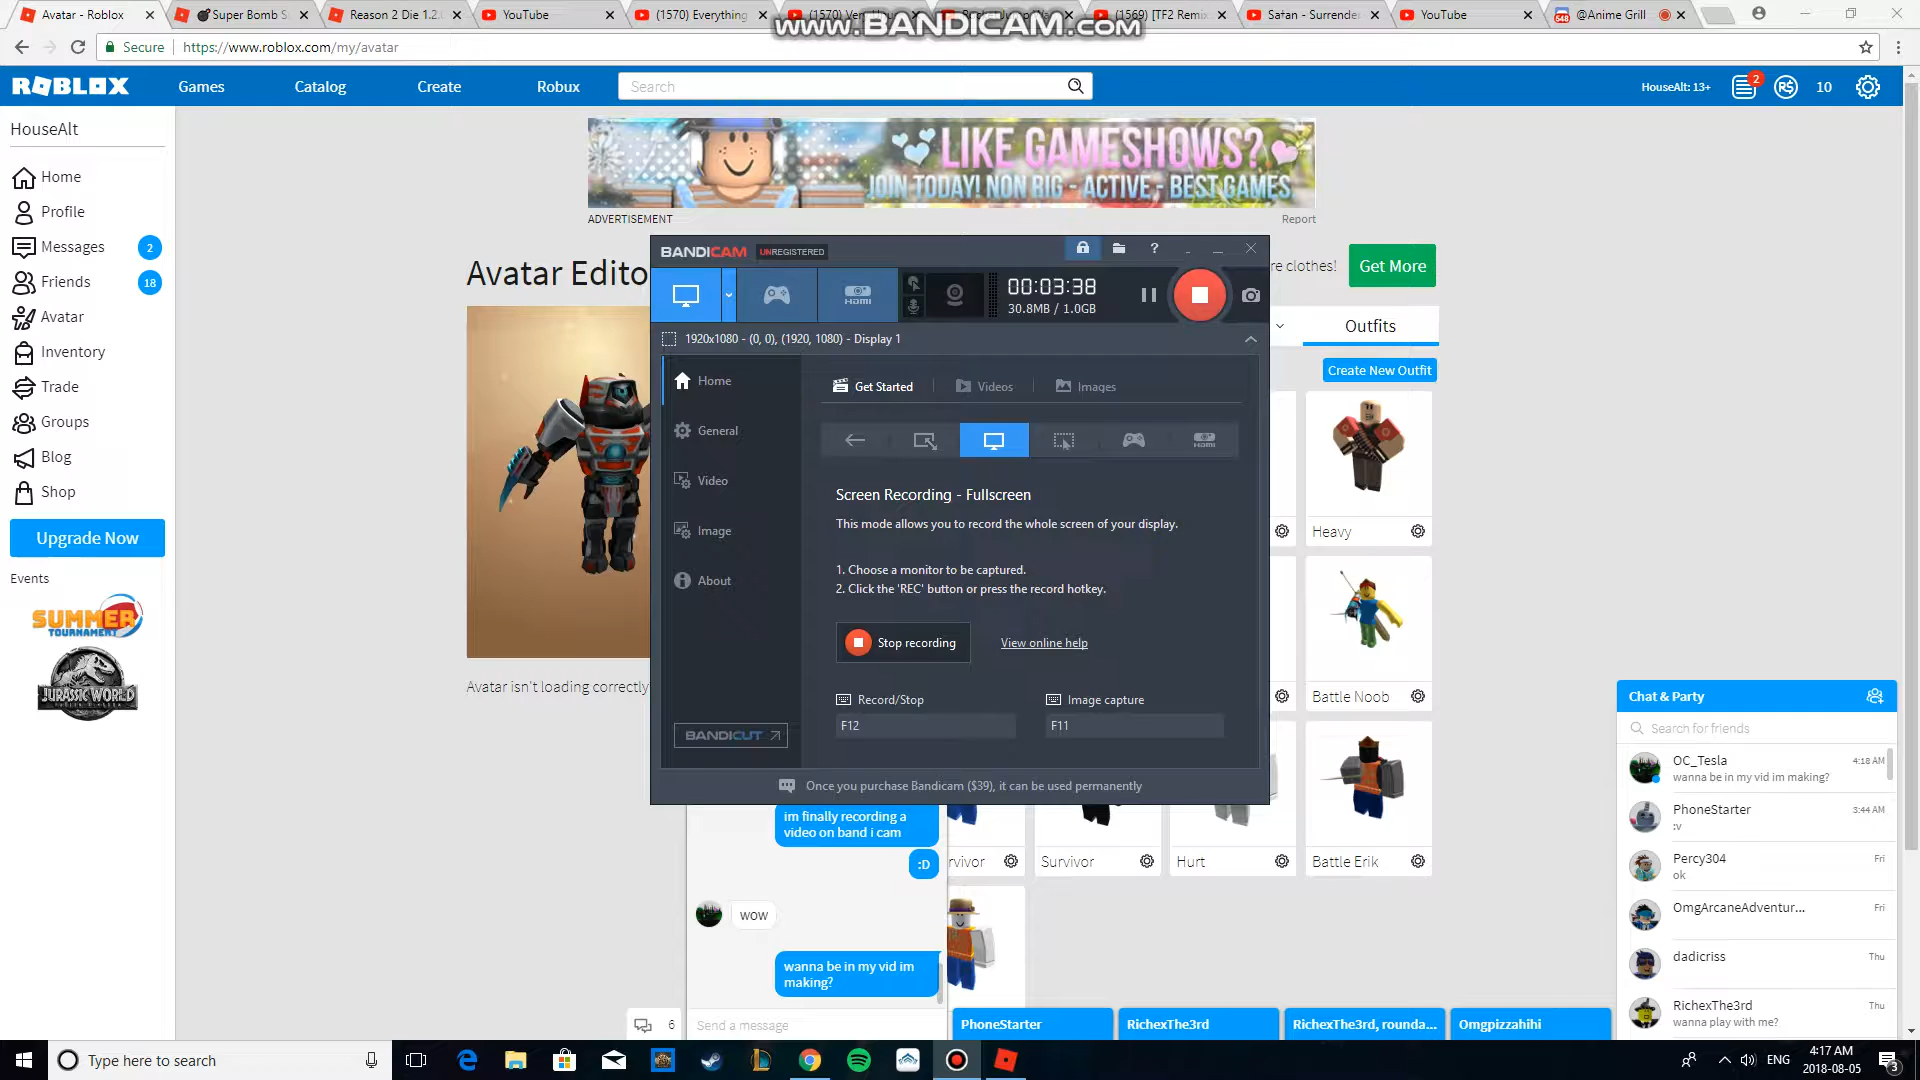 Avatar - Roblox
Super Bomb S
Reason 2 Die 1.2.
YouTube
(1570) Everything
(1570)
(1569) [TF2 Remix
Satan - Surrende
YouTube
@Anime Grill
www.BANDICAM.com
Secure
https://www.roblox.com/my/avatar
ROBLOX
Games
Catalog
Create
Robux
Search
HouseAlt: 13+
2
10
HouseAlt
Home
Profile
Messages
2
Friends
18
Avatar
Inventory
Trade
Groups
Blog
Shop
Upgrade Now
Events
SUMMER
TOURNAMENT
JURASSIC WORLD
LIKE GAMESHOWS?
JOIN TODAY! NON RIG - ACTIVE - BEST GAMES
ADVERTISEMENT
Report
Avatar Edito
re clothes!
Get More
Outfits
Create New Outfit
BANDICAM
UNREGISTERED
HDMI
00:03:38
30.8MB / 1.0GB
1920x1080 - (0, 0), (1920, 1080) - Display 1
Home
General
Video
Image
About
BANDICUT
Get Started
Videos
Images
HDMI
Screen Recording - Fullscreen
This mode allows you to record the whole screen of your display.
1. Choose a monitor to be captured.
2. Click the 'REC' button or press the record hotkey.
Stop recording
View online help
Record/Stop
F12
Image capture
F11
Once you purchase Bandicam ($39), it can be used permanently
Avatar isn't loading correctly
Heavy
Battle Noob
rvivor
Survivor
Hurt
Battle Erik
im finally recording a
video on band i cam
:D
wow
wanna be in my vid im
making?
6
Send a message
PhoneStarter
RichexThe3rd
RichexThe3rd, rounda...
Omgpizzahihi
Chat & Party
Search for friends
OC_Tesla
4:18 AM
wanna be in my vid im making?
PhoneStarter
3:44 AM
:v
Percy304
Fri
ok
OmgArcaneAdventur...
Fri
dadicriss
Thu
RichexThe3rd
Thu
wanna play with me?
Type here to search
ENG
4:17 AM
2018-08-05
3